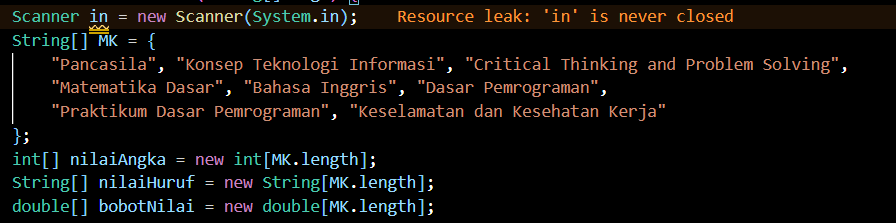 Scanner in = new Scanner(System.in);    Resource leak: 'in' is never closed
String[] MK = {
    "Pancasila", "Konsep Teknologi Informasi", "Critical Thinking and Problem Solving",
    "Matematika Dasar", "Bahasa Inggris", "Dasar Pemrograman",
    "Praktikum Dasar Pemrograman", "Keselamatan dan Kesehatan Kerja"
};
int[] nilaiAngka = new int[MK.length];
String[] nilaiHuruf = new String[MK.length];
double[] bobotNilai = new double[MK.length];